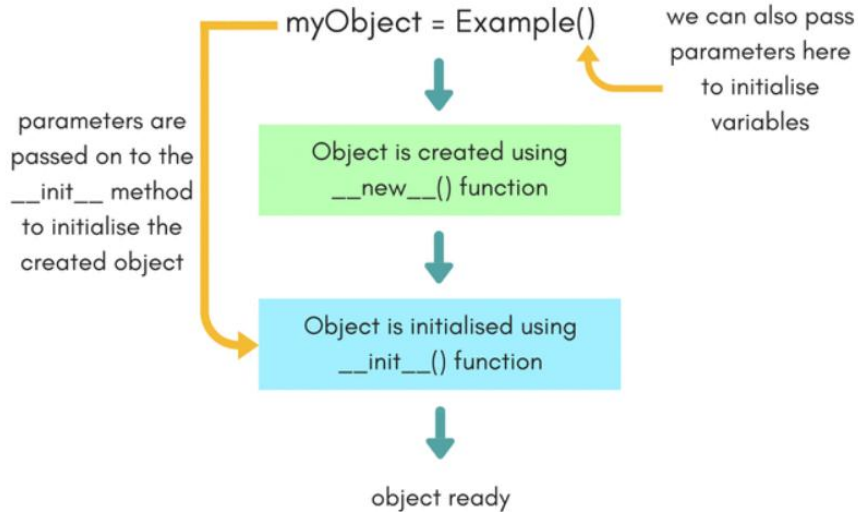 myObject = Example()
we can also pass
parameters here
to initialise
variables
parameters are
passed on to the
__init__ method
to initialise the
created object
Object is created using
__new__() function
Object is initialised using
__init__() function
object ready